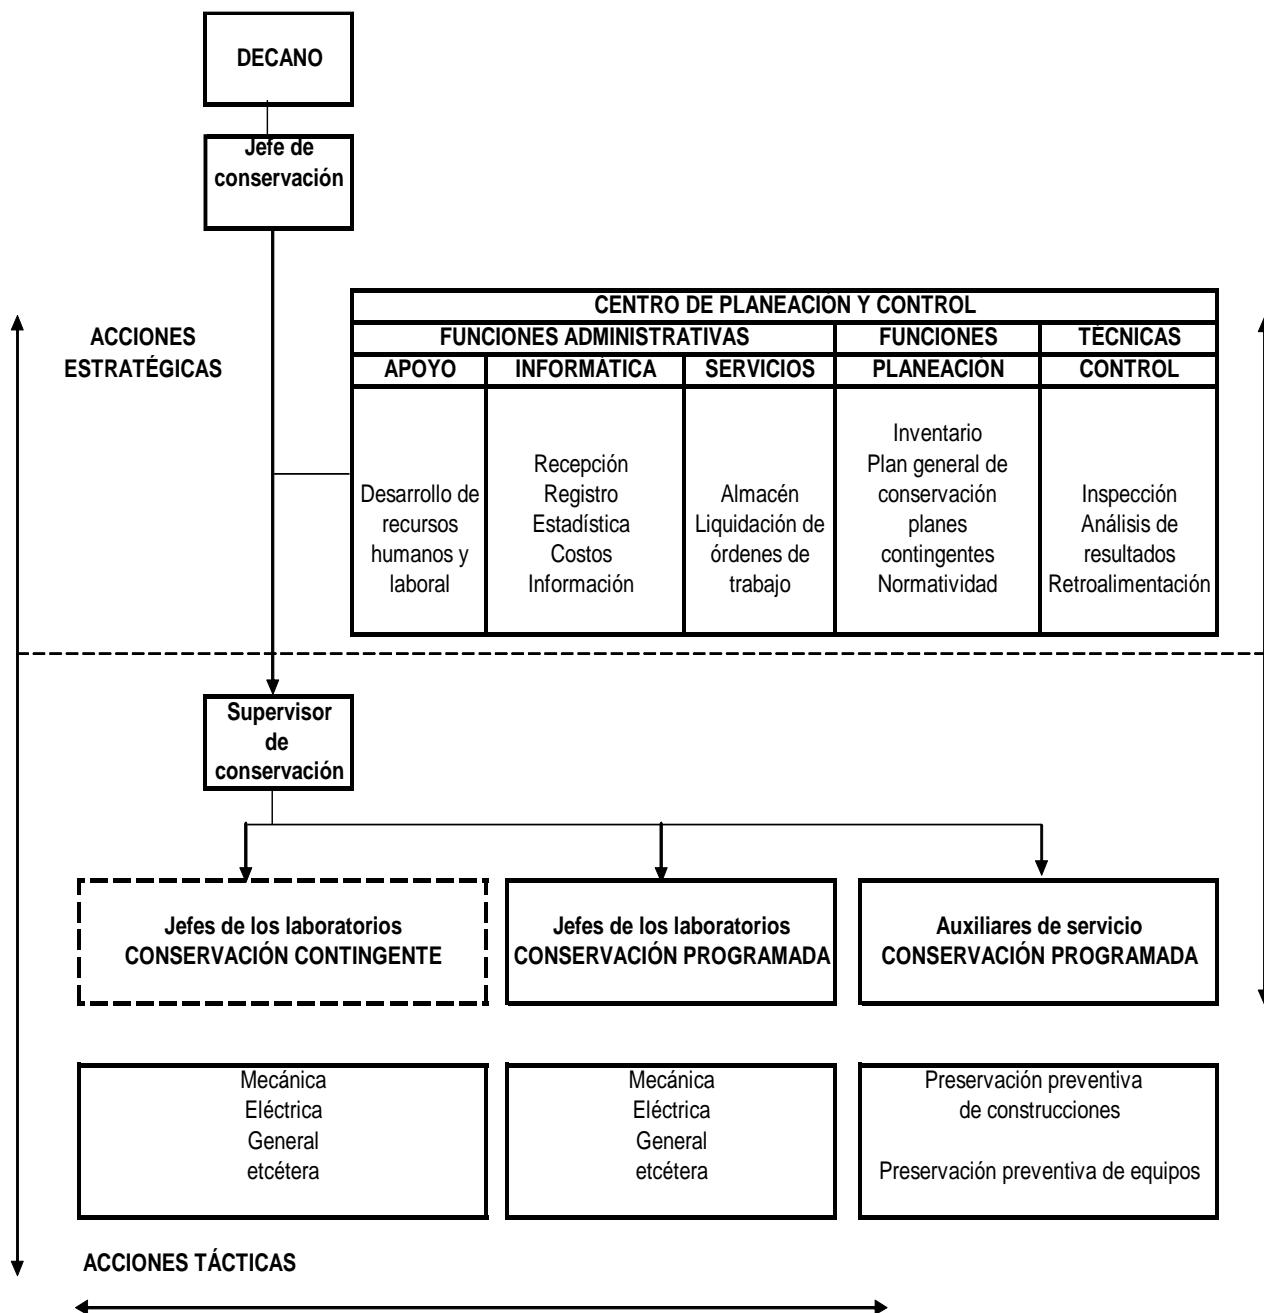 DECANO
Jefe de
conservación
ACCIONES
ESTRATÉGICAS
CENTRO DE PLANEACIÓN Y CONTROL
FUNCIONES ADMINISTRATIVAS
FUNCIONES
TÉCNICAS
APOYO
INFORMÁTICA
SERVICIOS
PLANEACIÓN
CONTROL
Desarrollo de
recursos
humanos y
laboral
Recepción
Registro
Estadística
Costos
Información
Almacén
Liquidación de
órdenes de
trabajo
Inventario
Plan general de
conservación
planes
contingentes
Normatividad
Inspección
Análisis de
resultados
Retroalimentación
Supervisor
de
conservación
Jefes de los laboratorios
CONSERVACIÓN CONTINGENTE
Jefes de los laboratorios
CONSERVACIÓN PROGRAMADA
Auxiliares de servicio
CONSERVACIÓN PROGRAMADA
Mecánica
Eléctrica
General
etcétera
Mecánica
Eléctrica
General
etcétera
Preservación preventiva
de construcciones
Preservación preventiva de equipos
ACCIONES TÁCTICAS